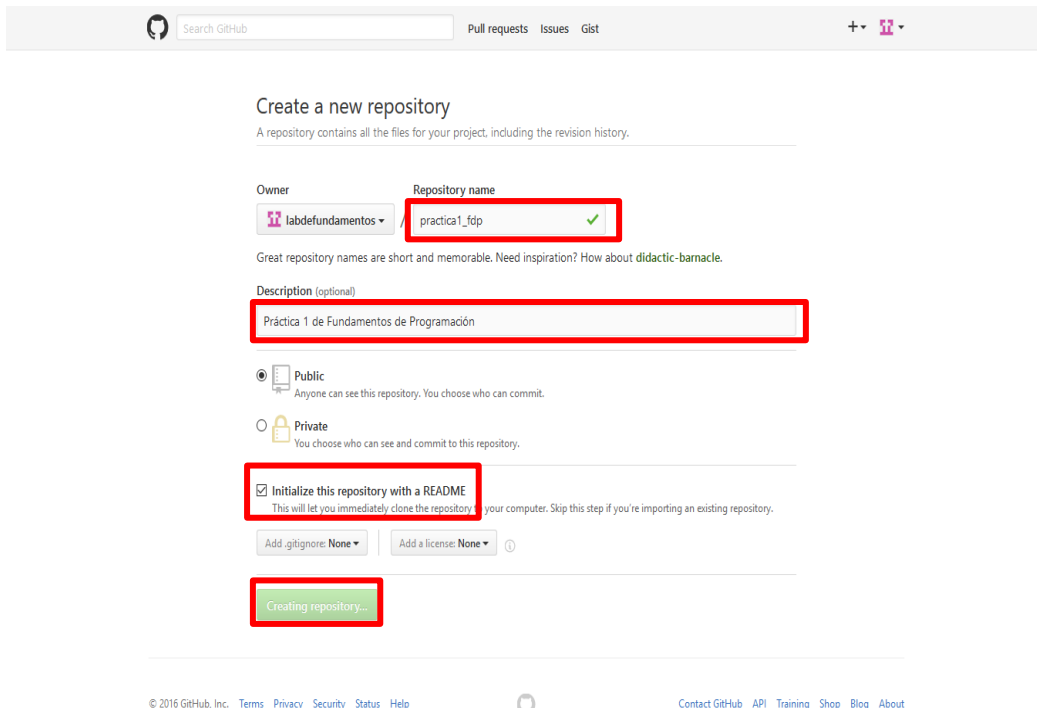 Search GitHub Pull requests Issues Gist
Create a new repository
A repository contains all the files for your project, including the revision history.
Owner Repository name
labdefundamentos / practica1_fdp
Great repository names are short and memorable. Need inspiration? How about didactic-barnacle.
Description (optional)
Práctica 1 de Fundamentos de Programación
Public
Anyone can see this repository. You choose who can commit.
Private
You choose who can see and commit to this repository.
Initialize this repository with a README
This will let you immediately clone the repository to your computer. Skip this step if you're importing an existing repository.
Add .gitignore: None Add a license: None
Creating repository...
© 2016 GitHub, Inc. Terms Privacy Security Status Help Contact GitHub API Training Shop Blog About